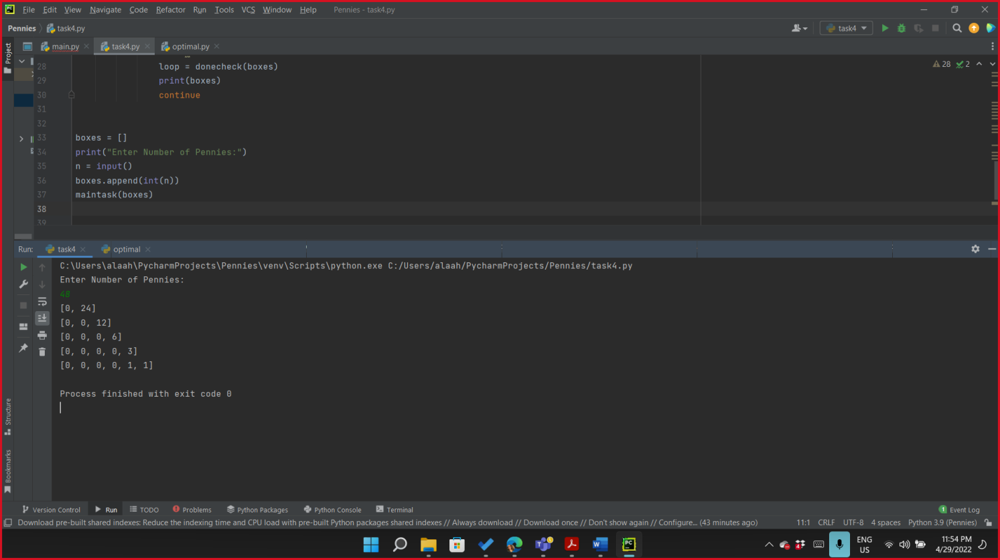 PC File Edit View Navigate Code Refactor Run Tools VCS Window Help Pennies - task4.py
Pennies task4.py task4
Project
main.py task4.py optimal.py
28 loop = donecheck(boxes)
28 2
29 print(boxes)
30 continue
31
32
33 boxes = []
34 print("Enter Number of Pennies:")
35 n = input()
36 boxes.append(int(n))
37 maintask(boxes)
38
39
Run: task4 optimal
C:\Users\alaah\PycharmProjects\Pennies\venv\Scripts\python.exe C:/Users/alaah/PycharmProjects/Pennies/task4.py
Enter Number of Pennies:
48
[0, 24]
[0, 0, 12]
[0, 0, 0, 6]
[0, 0, 0, 0, 3]
[0, 0, 0, 0, 1, 1]
Process finished with exit code 0
Structure
Bookmarks
Version Control Run TODO Problems Python Packages Python Console Terminal 1 Event Log
Download pre-built shared indexes: Reduce the indexing time and CPU load with pre-built Python packages shared indexes // Always download // Download once // Don't show again // Configure... (43 minutes ago) 11:1 CRLF UTF-8 4 spaces Python 3.9 (Pennies)
ENG
US
11:54 PM
4/29/2022